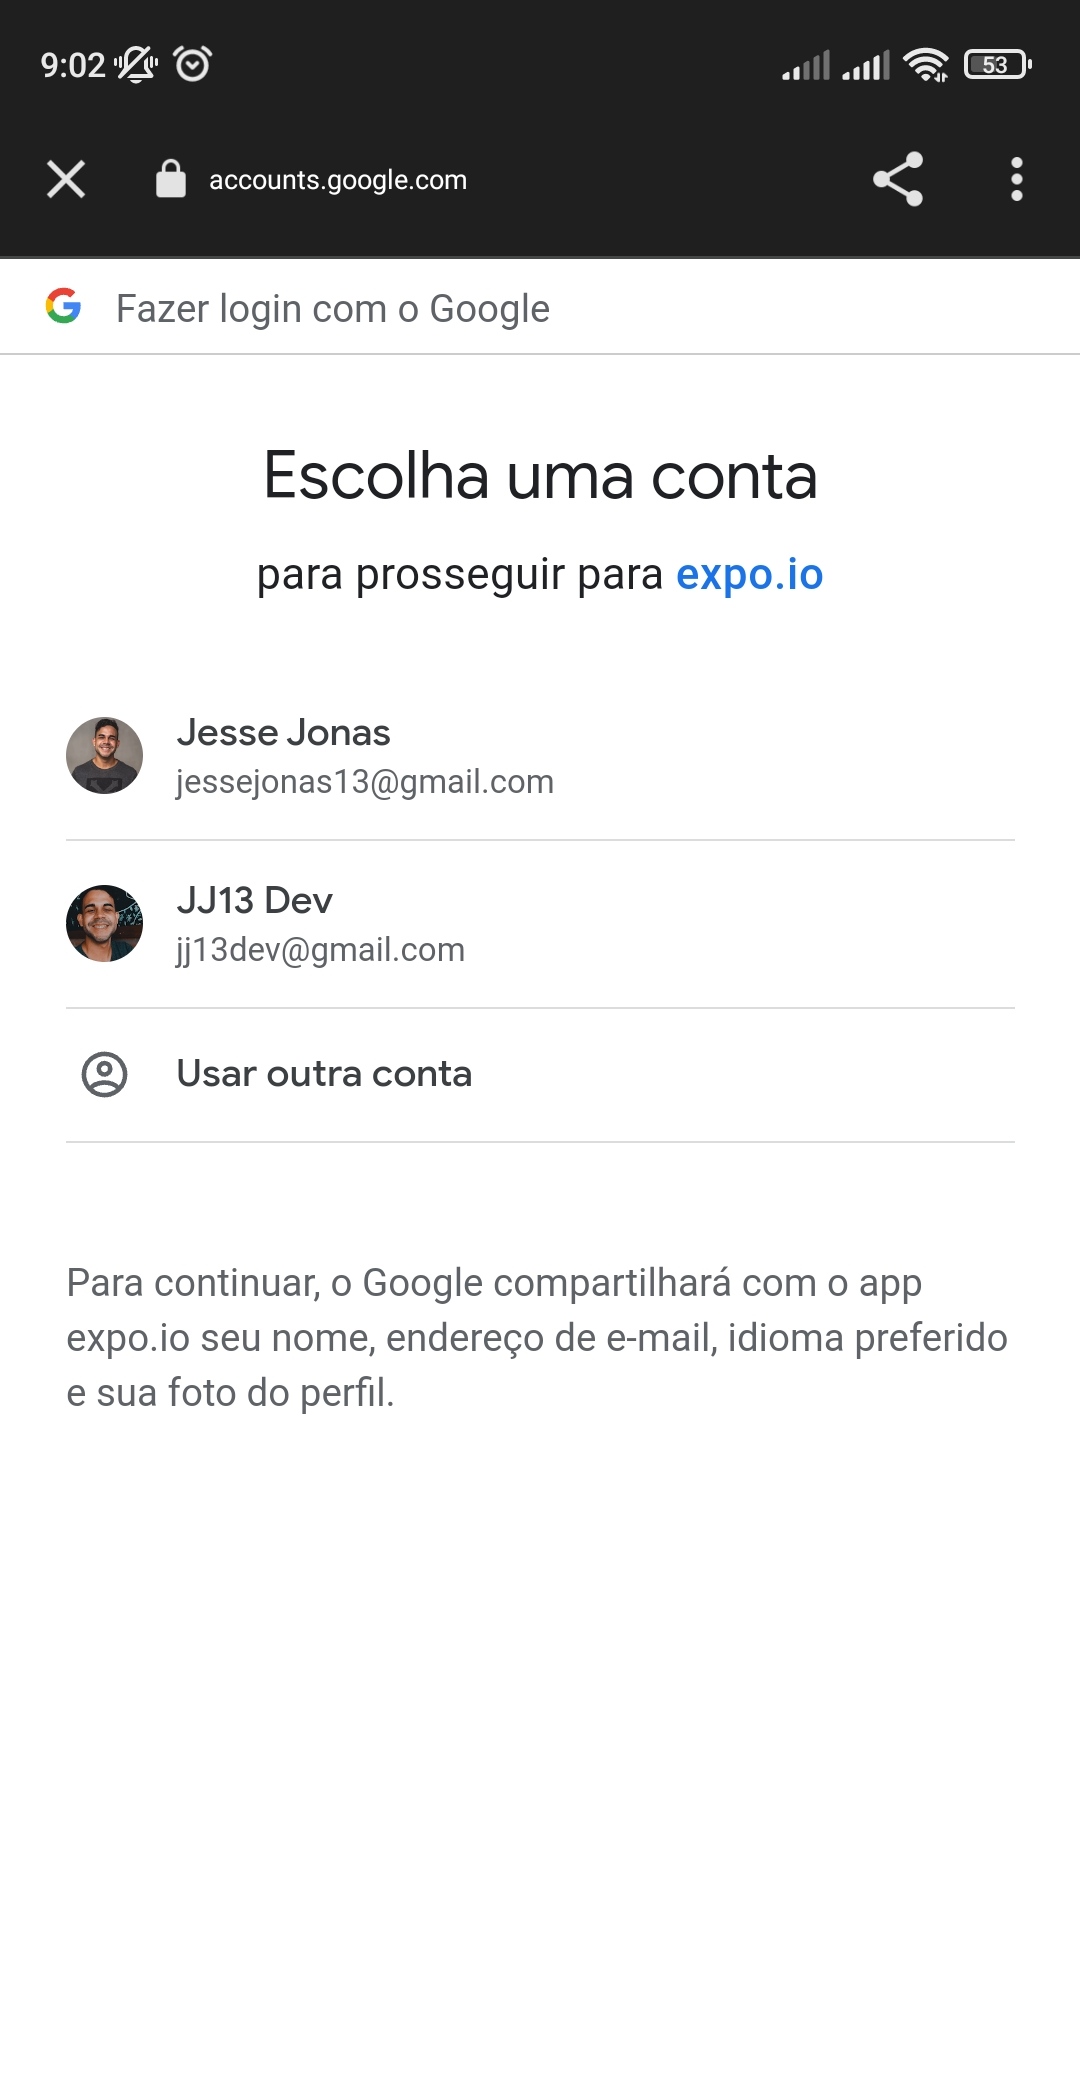 9:02
53
accounts.google.com
Fazer login com o Google
Escolha uma conta
para prosseguir para expo.io
Jesse Jonas
jessejonas13@gmail.com
JJ13 Dev
jj13dev@gmail.com
Usar outra conta
Para continuar, o Google compartilhará com o app
expo.io seu nome, endereço de e-mail, idioma preferido
e sua foto do perfil.